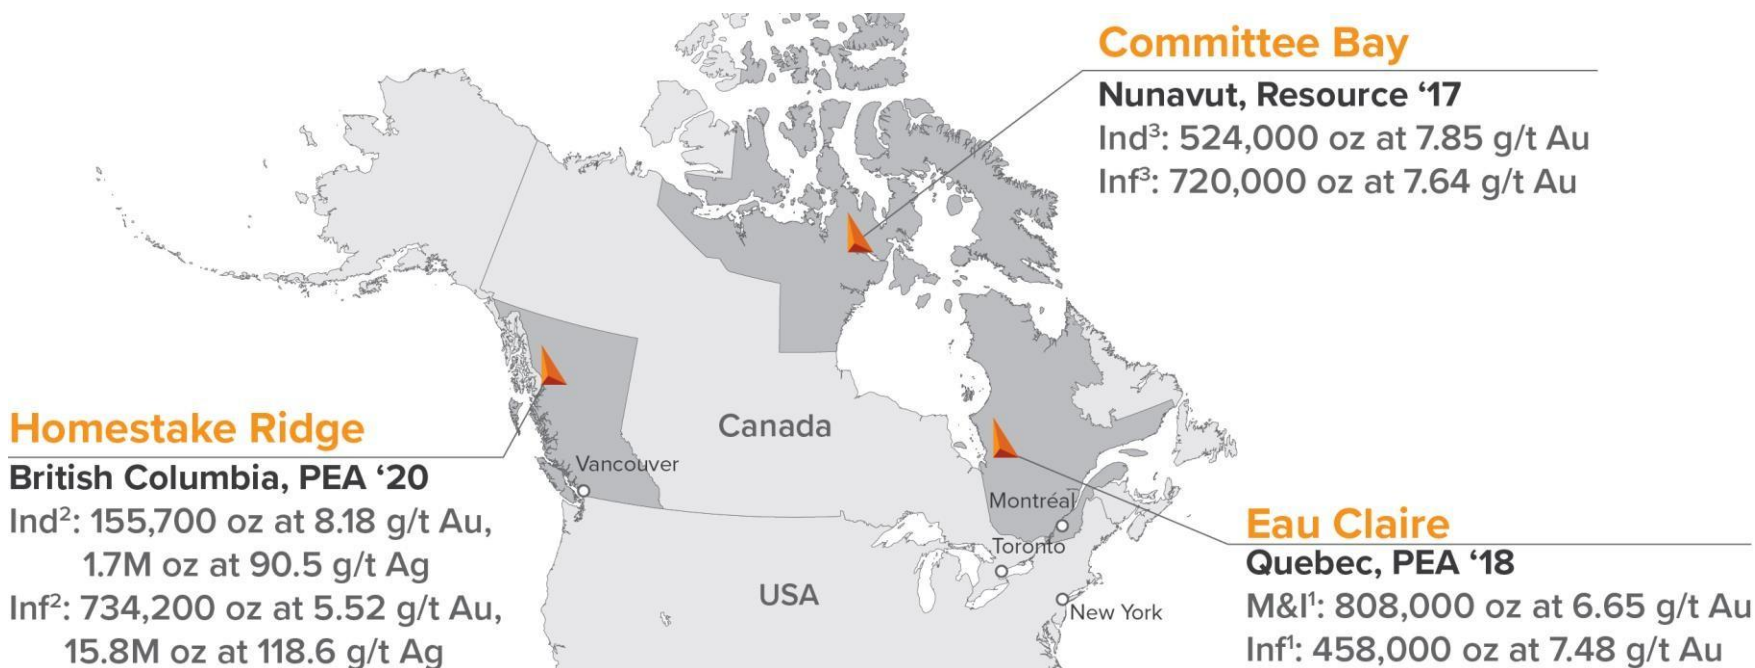 Committee Bay
Nunavut, Resource ‘17
Ind³: 524,000 oz at 7.85 g/t Au
Inf³: 720,000 oz at 7.64 g/t Au
Homestake Ridge
British Columbia, PEA ‘20
Ind²: 155,700 oz at 8.18 g/t Au,
1.7M oz at 90.5 g/t Ag
Inf²: 734,200 oz at 5.52 g/t Au,
15.8M oz at 118.6 g/t Ag
Canada
Vancouver
USA
Montréal
Toronto
New York
Eau Claire
Quebec, PEA ‘18
M&I¹: 808,000 oz at 6.65 g/t Au
Inf¹: 458,000 oz at 7.48 g/t Au